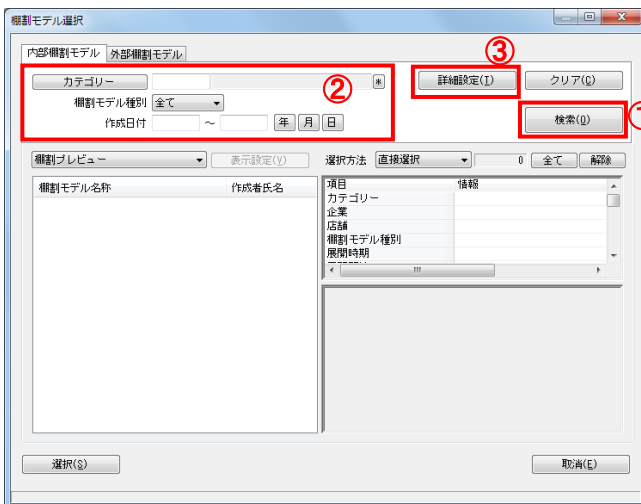 棚割モデル選択
内部棚割モデル 外部棚割モデル
③
カテゴリー * ② 詳細設定(I) クリア(C)
棚割モデル種別 全て
作成日付 ～ 年 月 日 検索(Q)
棚割プレビュー 表示設定(V) 選択方法 直接選択 0 全て 解除
棚割モデル名称 作成者氏名 項目 情報
カテゴリー
企業
店舗
棚割モデル種別
展開時期
選択(S) 取消(E)